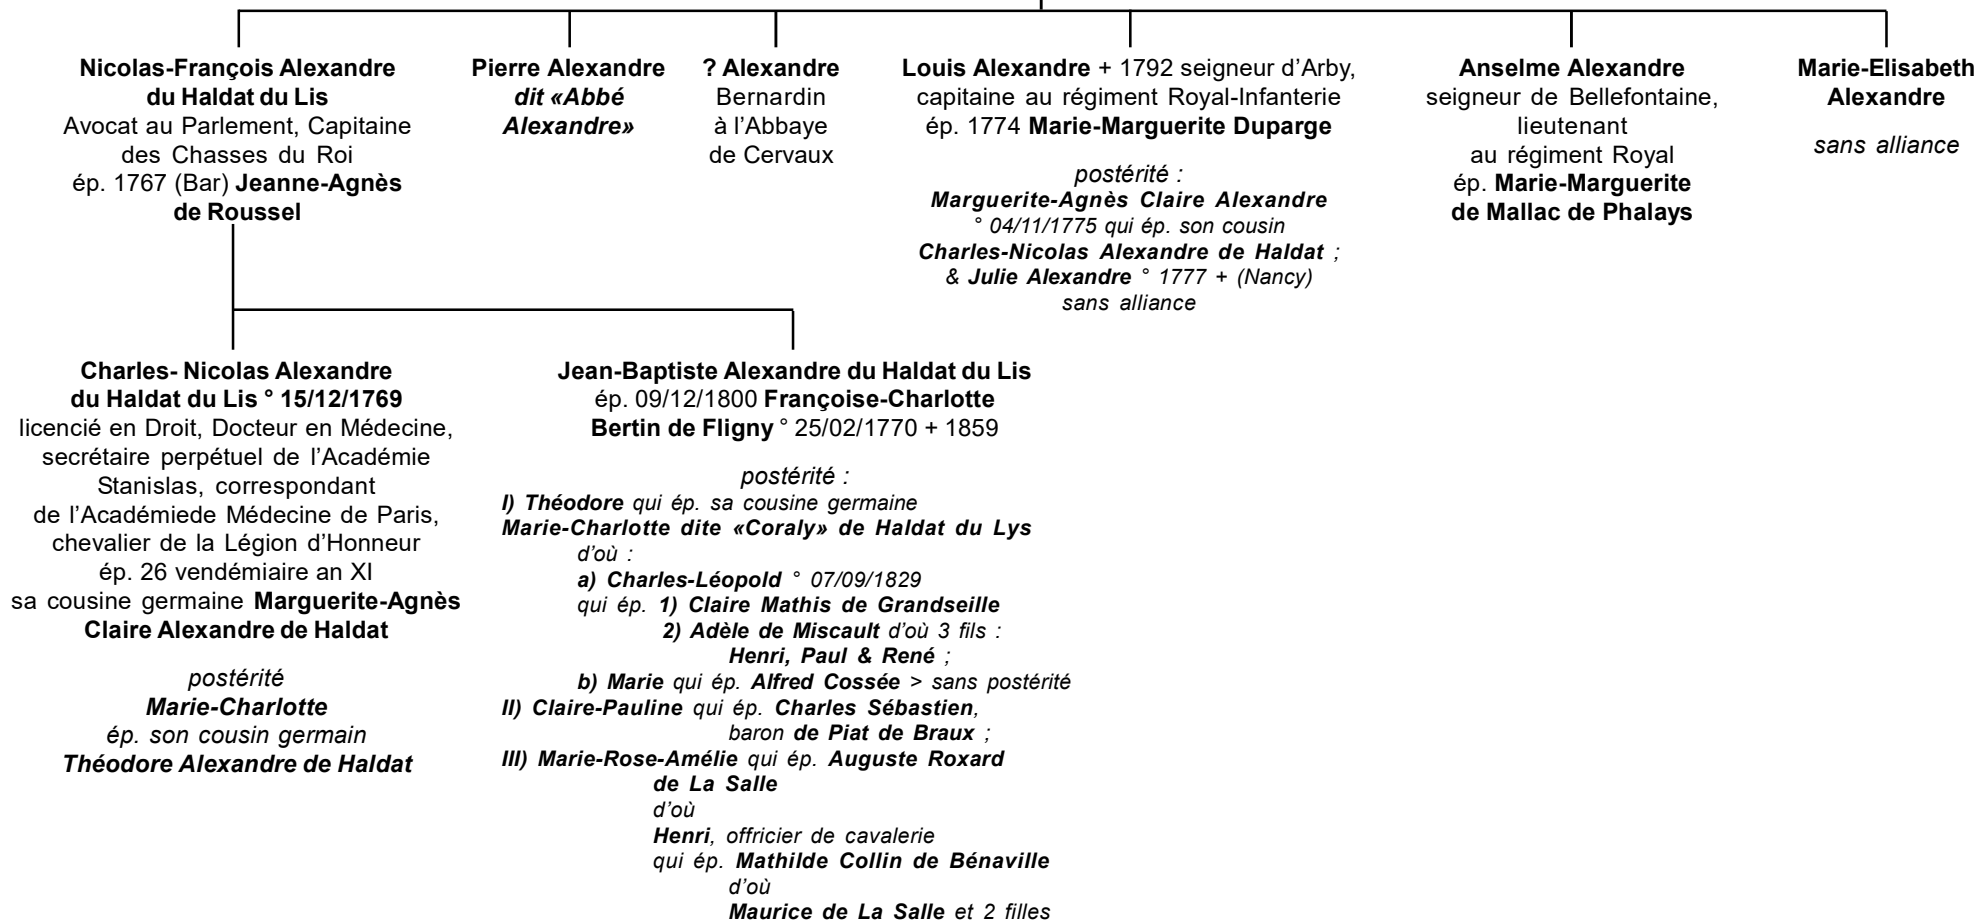 Nicolas-François Alexandre
du Haldat du Lis
Avocat au Parlement, Capitaine
des Chasses du Roi
ép. 1767 (Bar) Jeanne-Agnès
de Roussel
Pierre Alexandre
dit «Abbé
Alexandre»
? Alexandre
Bernardin
à l'Abbaye
de Cervaux
Louis Alexandre + 1792 seigneur d'Arby,
capitaine au régiment Royal-Infanterie
ép. 1774 Marie-Marguerite Duparge
postérité :
Marguerite-Agnès Claire Alexandre
° 04/11/1775 qui ép. son cousin
Charles-Nicolas Alexandre de Haldat ;
& Julie Alexandre ° 1777 + (Nancy)
sans alliance
Anselme Alexandre
seigneur de Bellefontaine,
lieutenant
au régiment Royal
ép. Marie-Marguerite
de Mallac de Phalays
Marie-Elisabeth
Alexandre
sans alliance
Charles- Nicolas Alexandre
du Haldat du Lis ° 15/12/1769
licencié en Droit, Docteur en Médecine,
secrétaire perpétuel de l'Académie
Stanislas, correspondant
de l'Académiede Médecine de Paris,
chevalier de la Légion d'Honneur
ép. 26 vendémiaire an XI
sa cousine germaine Marguerite-Agnès
Claire Alexandre de Haldat
postérité
Marie-Charlotte
ép. son cousin germain
Théodore Alexandre de Haldat
Jean-Baptiste Alexandre du Haldat du Lis
ép. 09/12/1800 Françoise-Charlotte
Bertin de Fligny ° 25/02/1770 + 1859
postérité :
I) Théodore qui ép. sa cousine germaine
Marie-Charlotte dite «Coraly» de Haldat du Lys
d'où :
a) Charles-Léopold ° 07/09/1829
qui ép. 1) Claire Mathis de Grandseille
2) Adèle de Miscault d'où 3 fils :
Henri, Paul & René ;
b) Marie qui ép. Alfred Cossée > sans postérité
II) Claire-Pauline qui ép. Charles Sébastien,
baron de Piat de Braux ;
III) Marie-Rose-Amélie qui ép. Auguste Roxard
de La Salle
d'où
Henri, offricier de cavalerie
qui ép. Mathilde Collin de Bénaville
d'où
Maurice de La Salle et 2 filles